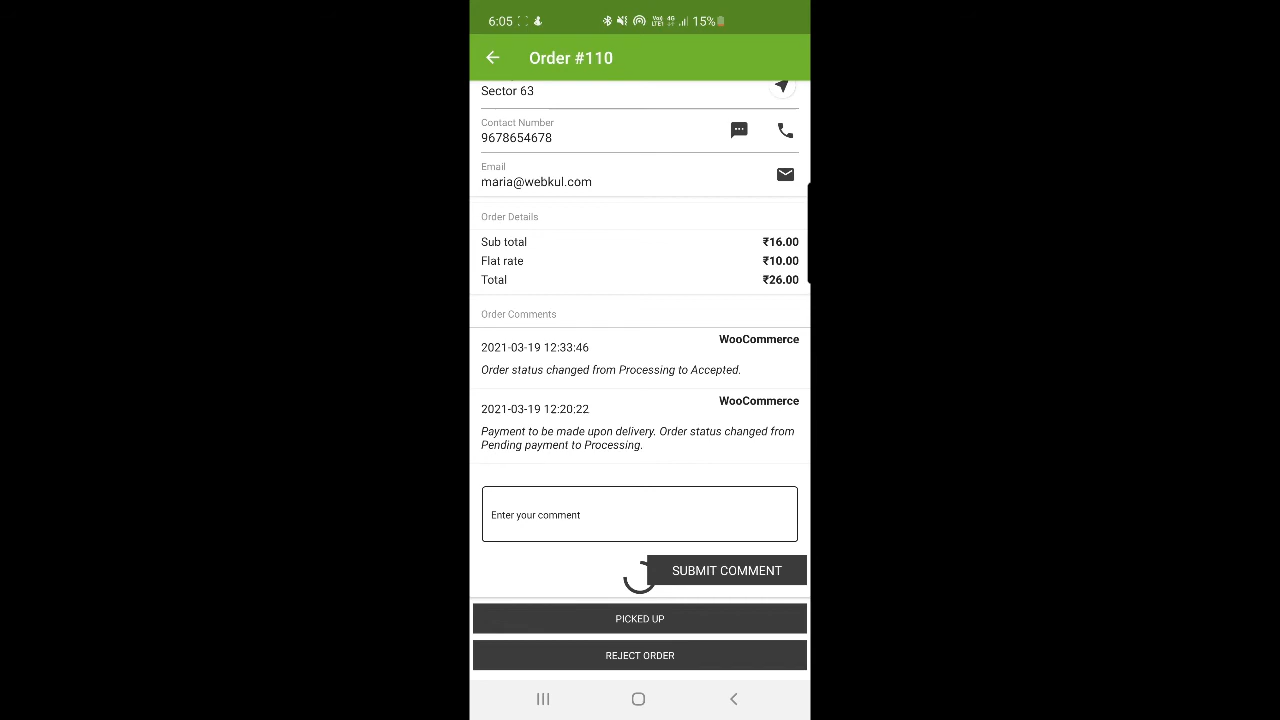 6:05
VoD LTE1 4G 15%
Order #110
Sector 63
Contact Number
9678654678
Email
maria@webkul.com
Order Details
Sub total ₹16.00
Flat rate ₹10.00
Total ₹26.00
Order Comments
WooCommerce
2021-03-19 12:33:46
Order status changed from Processing to Accepted.
WooCommerce
2021-03-19 12:20:22
Payment to be made upon delivery. Order status changed from
Pending payment to Processing.
Enter your comment
SUBMIT COMMENT
PICKED UP
REJECT ORDER